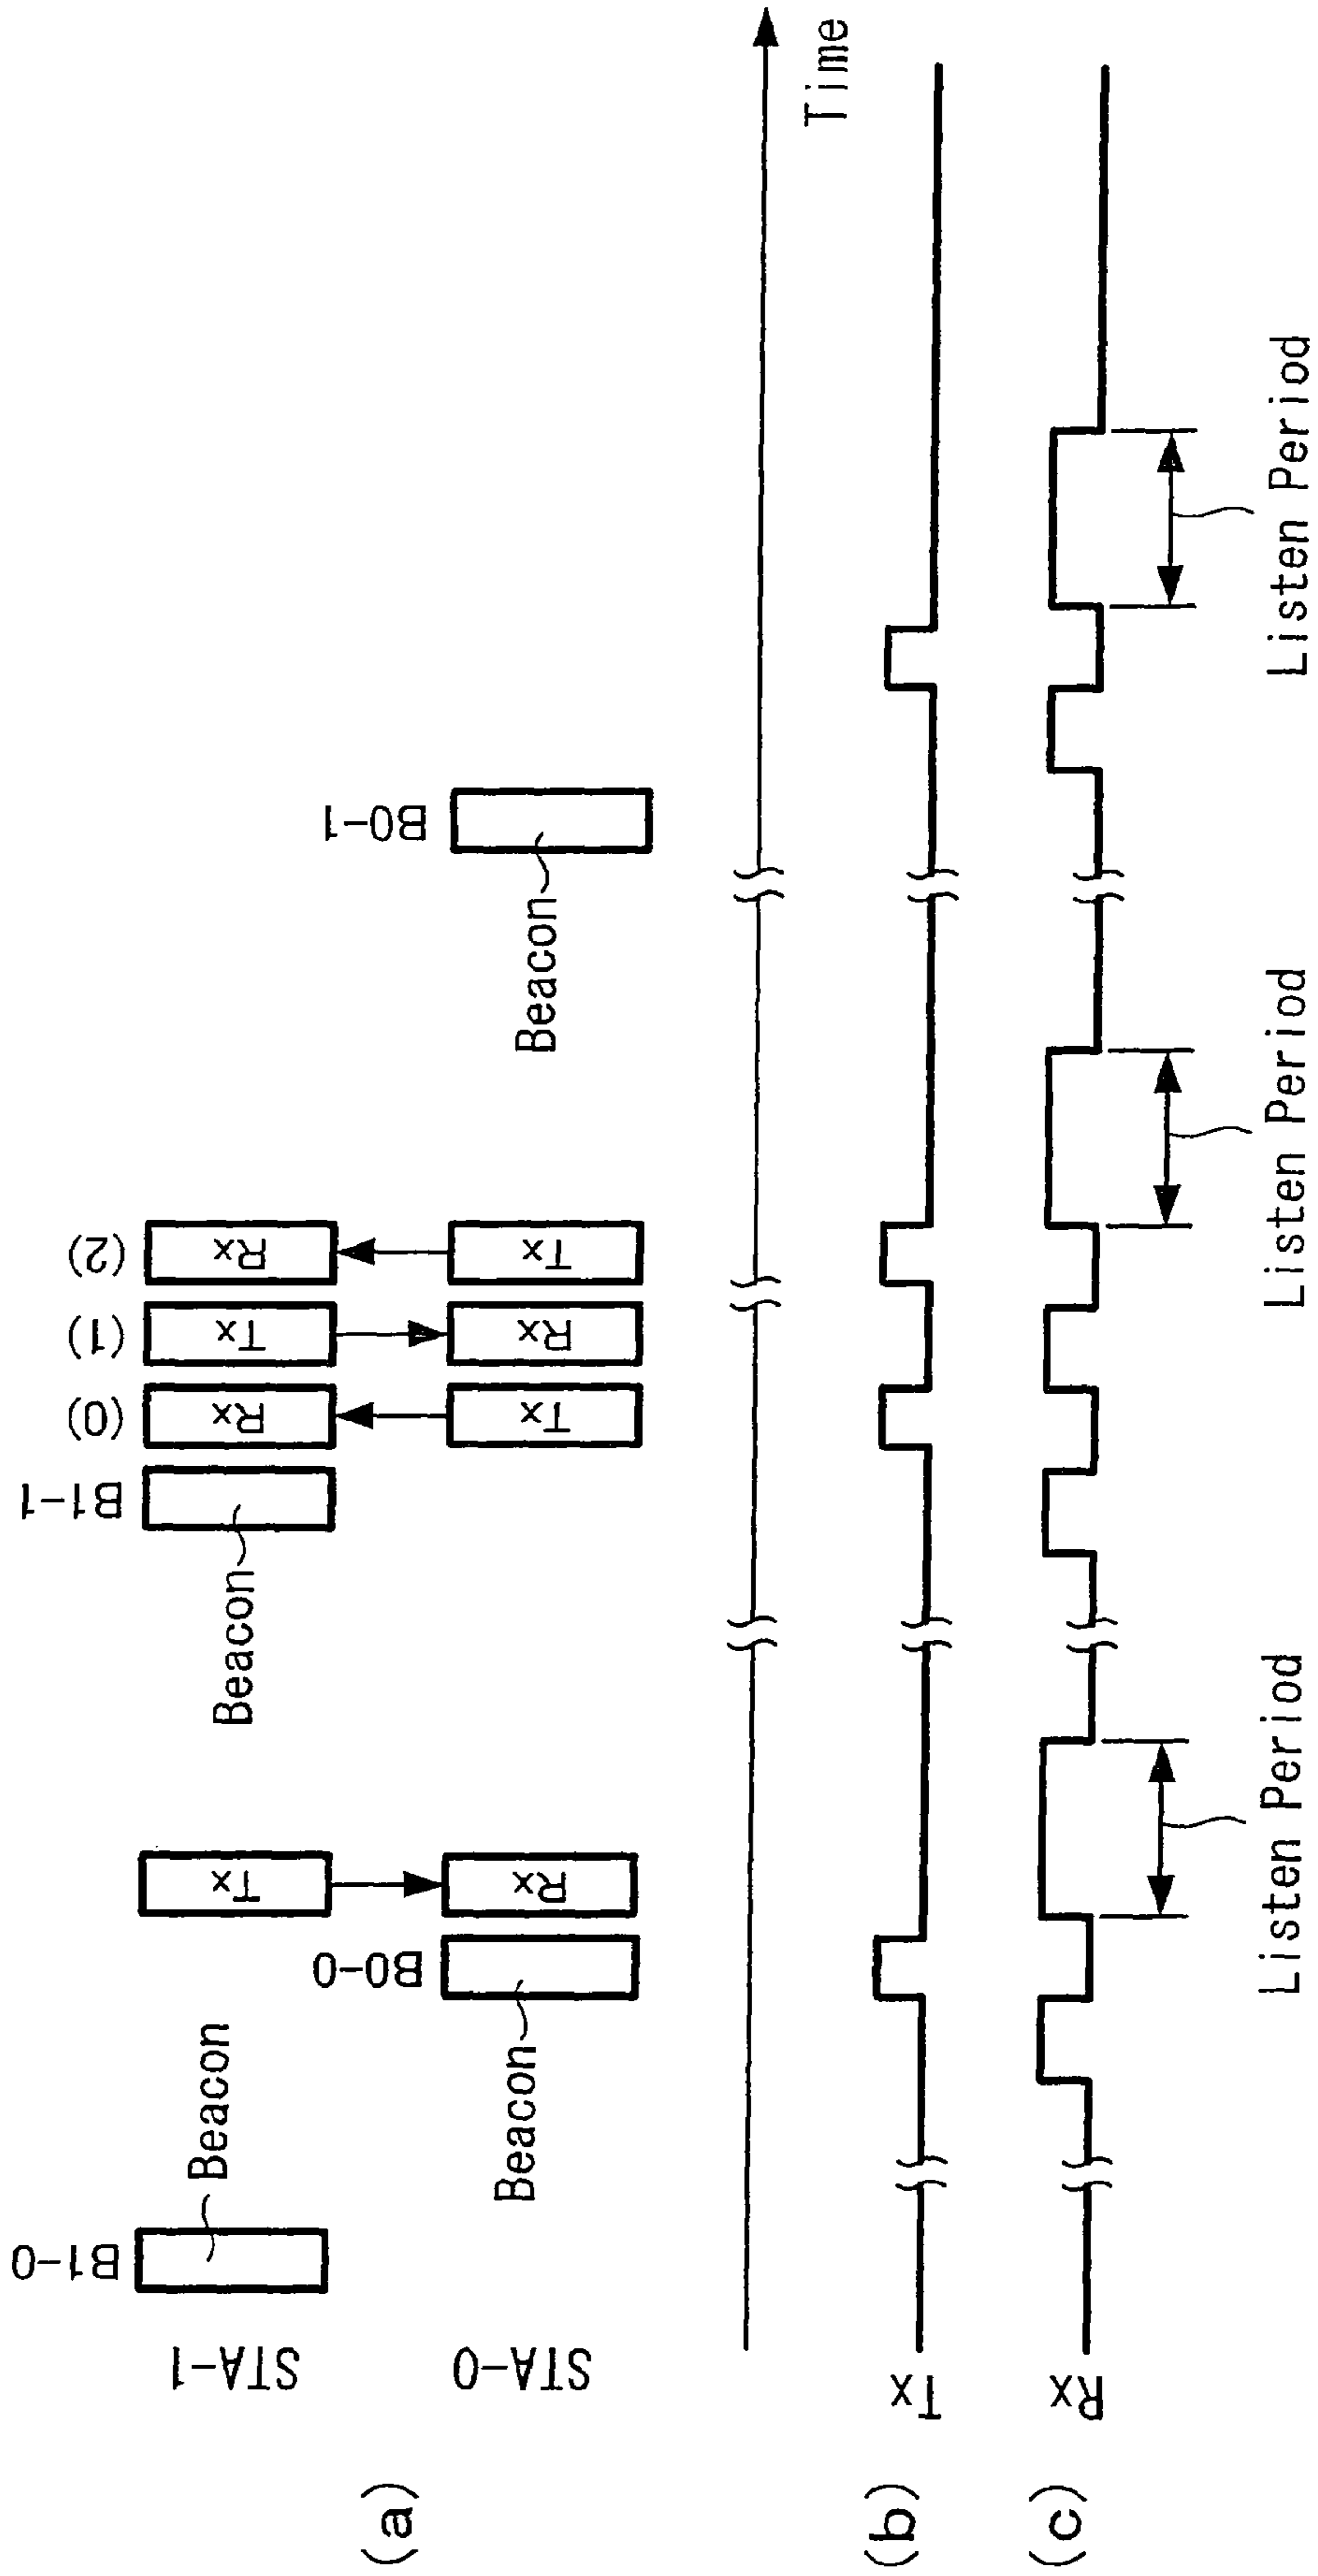 (a)
STA-1
B1-0
Beacon
Tx
B1-1
Beacon
(0)
Rx
(1)
Tx
(2)
Rx
STA-0
B0-0
Beacon
Rx
Tx
Rx
Tx
B0-1
Beacon
Time
(b)
Tx
(c)
Rx
Listen Period
Listen Period
Listen Period